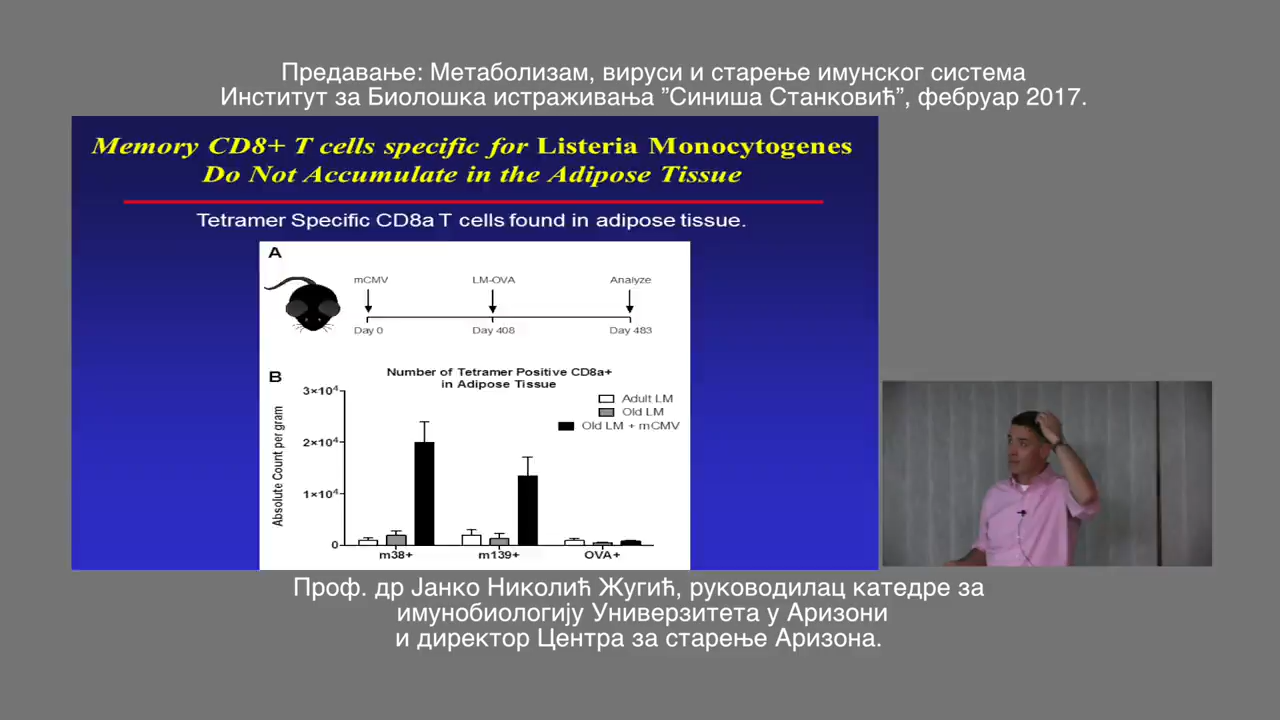 Предавање: Метаболизам, вируси и старење имунског система
Институт за Биолошка истраживања ”Синиша Станковић”, фебруар 2017.
Memory CD8+ T cells specific for Listeria Monocytogenes
Do Not Accumulate in the Adipose Tissue
Tetramer Specific CD8a T cells found in adipose tissue.
A
mCMV LM-OVA Analyze
Day 0 Day 408 Day 483
B
Number of Tetramer Positive CD8a+
in Adipose Tissue
Adult LM
Old LM
Old LM + mCMV
Absolute Count per gram
3×10⁴
2×10⁴
1×10⁴
0
m38+ m139+ OVA+
Проф. др Јанко Николић Жугић, руководилац катедре за
имунобиологију Универзитета у Аризони
и директор Центра за старење Аризона.